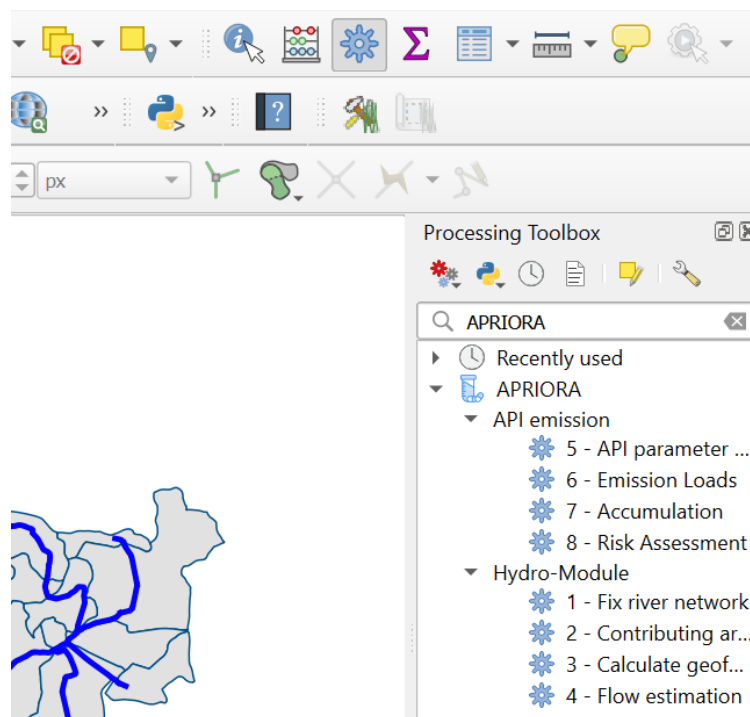 px
Processing Toolbox
APRIORA
Recently used
APRIORA
API emission
5 - API parameter ...
6 - Emission Loads
7 - Accumulation
8 - Risk Assessment
Hydro-Module
1 - Fix river network
2 - Contributing ar...
3 - Calculate geof...
4 - Flow estimation